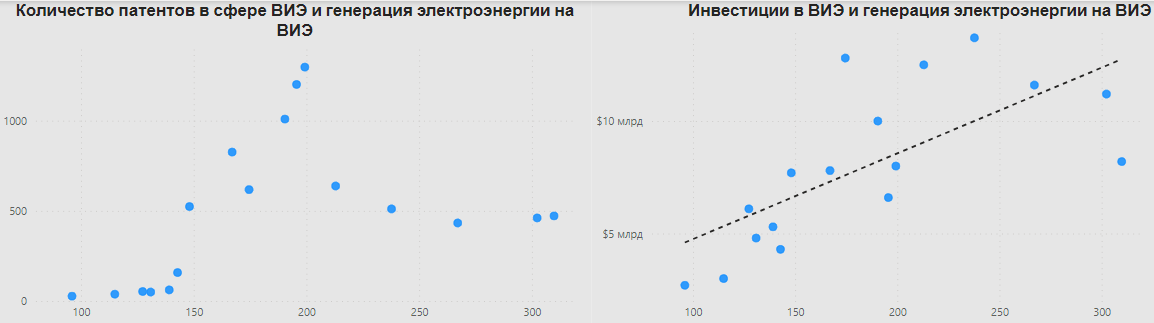 Количество патентов в сфере ВИЭ и генерация электроэнергии на
ВИЭ
1000
500
0
100 150 200 250 300
Инвестиции в ВИЭ и генерация электроэнергии на ВИЭ
$10 млрд
$5 млрд
100 150 200 250 300